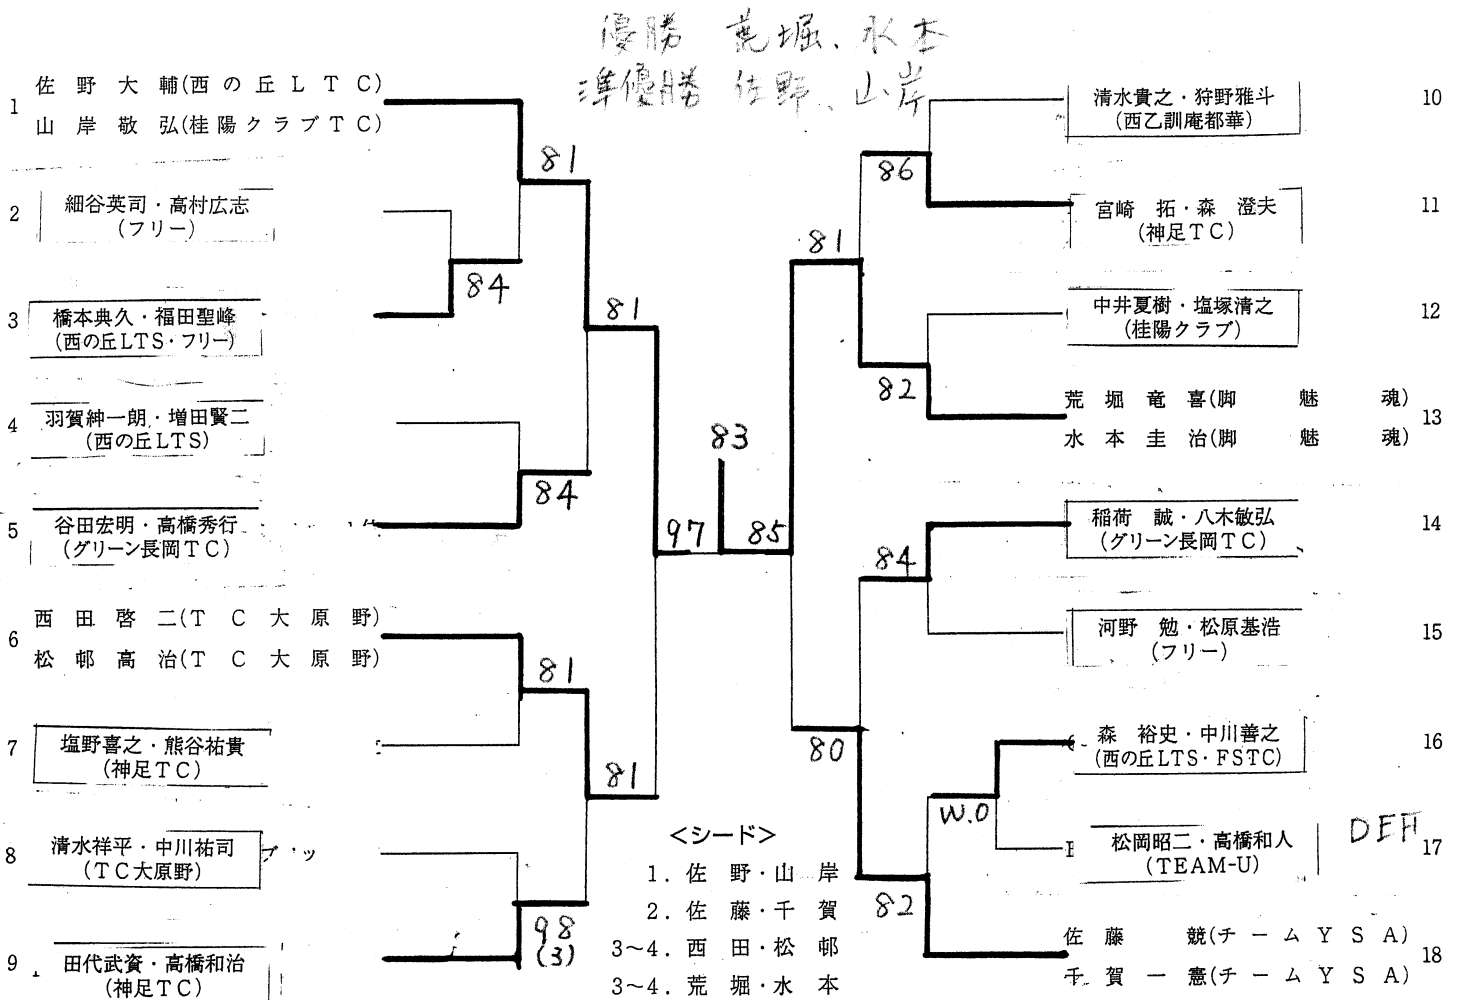 優勝 荒堀、水本
準優勝 佐野、山岸
1
佐野大輔(西の丘LTC)
山岸敬弘(桂陽クラブTC)
81
2
細谷英司・高村広志
(フリー)
84
3
橋本典久・福田聖峰
(西の丘LTS・フリー)
81
4
羽賀紳一朗・増田賢二
(西の丘LTS)
84
5
谷田宏明・高橋秀行
(グリーン長岡TC)
97
6
西田啓二(TC大原野)
松邨高治(TC大原野)
81
7
塩野喜之・熊谷祐貴
(神足TC)
81
8
清水祥平・中川祐司
(TC大原野)
98
(3)
9
田代武資・高橋和治
(神足TC)
83
85
10
清水貴之・狩野雅斗
(西乙訓庵都華)
86
11
宮崎 拓・森 澄夫
(神足TC)
81
12
中井夏樹・塩塚清之
(桂陽クラブ)
82
荒堀竜喜(脚魅魂)
13
水本圭治(脚魅魂)
14
稲荷 誠・八木敏弘
(グリーン長岡TC)
84
15
河野 勉・松原基浩
(フリー)
80
16
森 裕史・中川善之
(西の丘LTS・FSTC)
W.O
17
松岡昭二・高橋和人
(TEAM-U)
DEF
82
佐藤 競(チームYSA)
18
千賀一憲(チームYSA)
<シード>
1.佐野・山岸
2.佐藤・千賀
3~4.西田・松邨
3~4.荒堀・水本